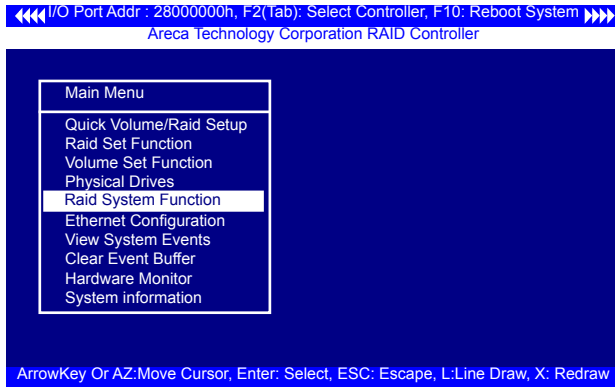 I/O Port Addr : 28000000h, F2(Tab): Select Controller, F10: Reboot System
Areca Technology Corporation RAID Controller
Main Menu
Quick Volume/Raid Setup
Raid Set Function
Volume Set Function
Physical Drives
Raid System Function
Ethernet Configuration
View System Events
Clear Event Buffer
Hardware Monitor
System information
ArrowKey Or AZ:Move Cursor, Enter: Select, ESC: Escape, L:Line Draw, X: Redraw